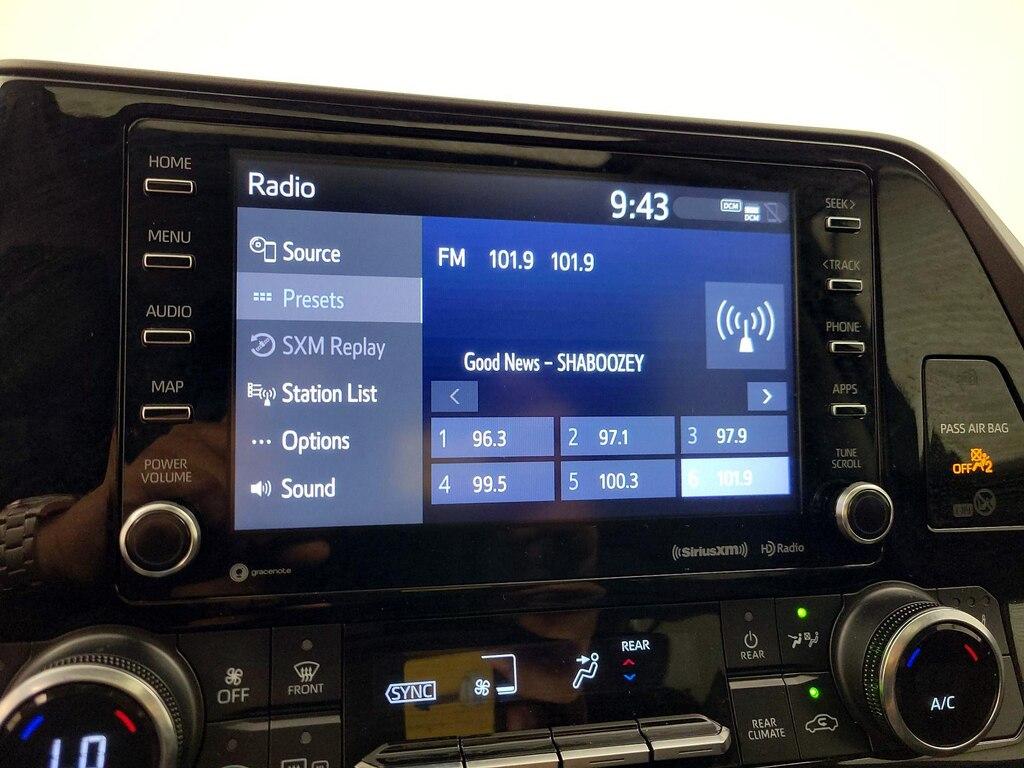 HOME
MENU
AUDIO
MAP
POWER
VOLUME
Radio
9:43
DCM
DCM
Source
Presets
SXM Replay
Station List
Options
Sound
FM 101.9 101.9
Good News – SHABOOZEY
< >
1 96.3 2 97.1 3 97.9
4 99.5 5 100.3 6 101.9
gracenote
((SiriusXM))
HD Radio
SEEK>
<TRACK
PHONE
APPS
TUNE
SCROLL
PASS AIR BAG
OFF 2
OFF
FRONT
SYNC
REAR
REAR
REAR
CLIMATE
A/C
LO